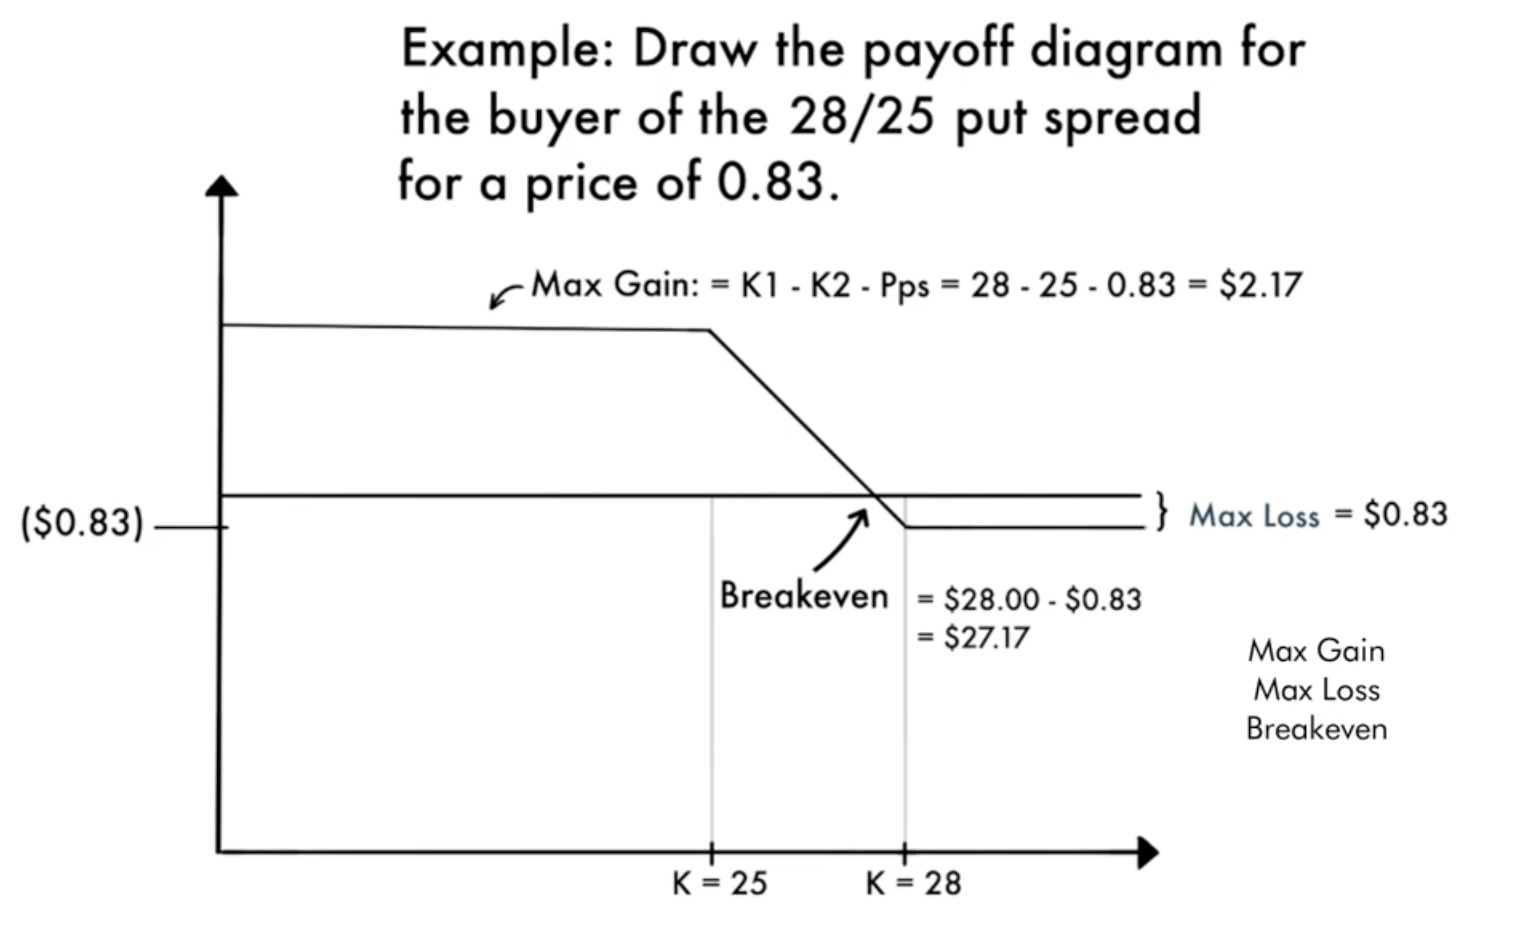 Example: Draw the payoff diagram for
the buyer of the 28/25 put spread
for a price of 0.83.
Max Gain: = K1 - K2 - Pps = 28 - 25 - 0.83 = $2.17
($0.83)
} Max Loss = $0.83
Breakeven = $28.00 - $0.83
= $27.17
Max Gain
Max Loss
Breakeven
K = 25
K = 28